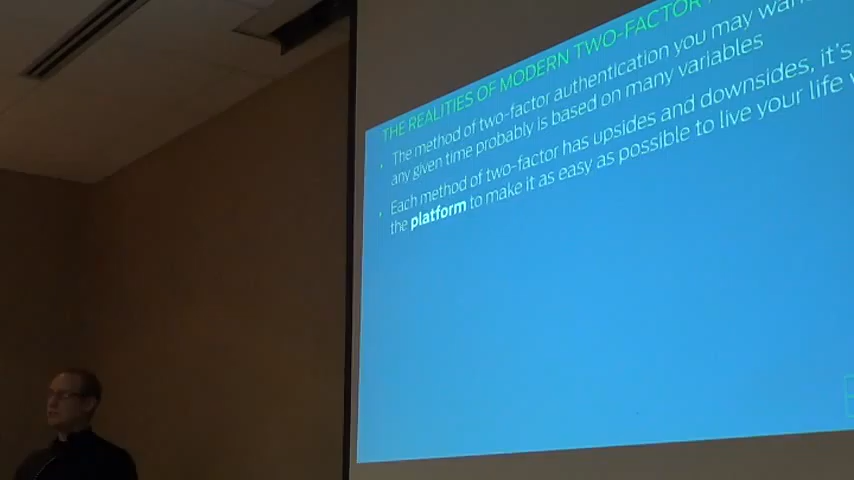 THE REALITIES OF MODERN TWO-FACTOR
• The method of two-factor authentication you may want
any given time probably is based on many variables
• Each method of two-factor has upsides and downsides, it's
the platform to make it as easy as possible to live your life